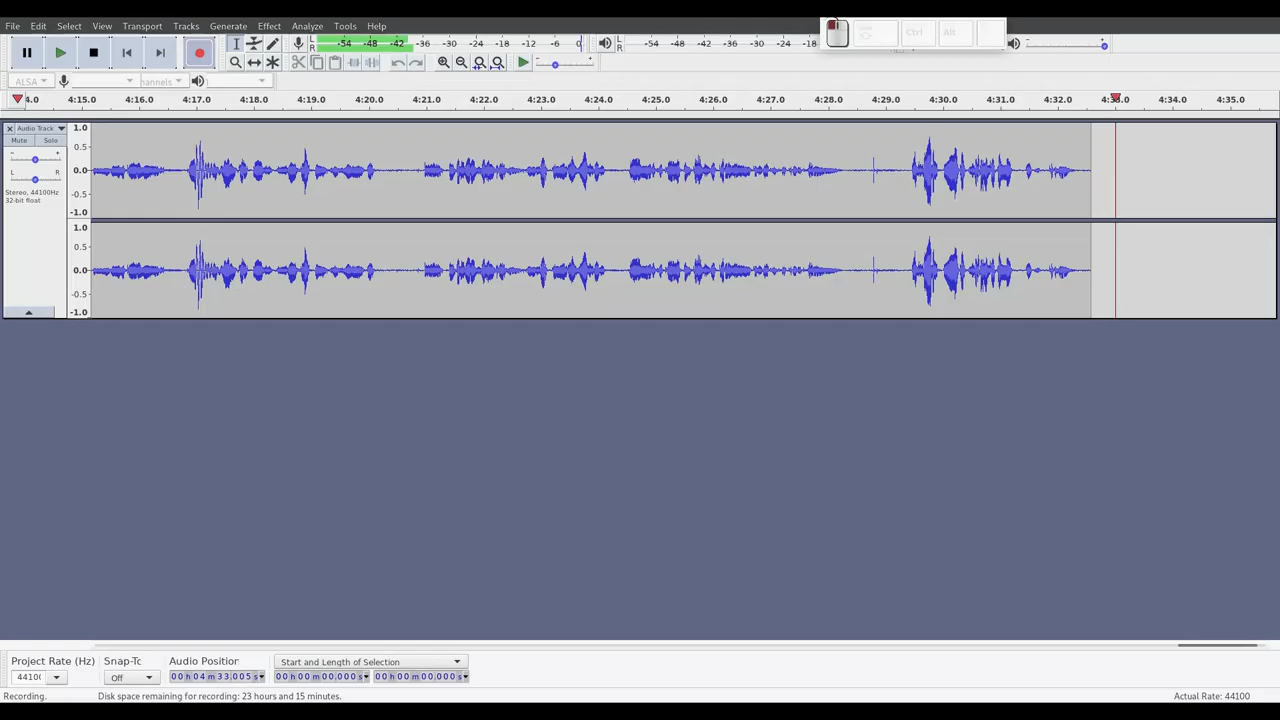 File Edit Select View Transport Tracks Generate Effect Analyze Tools Help
L
R
-54 -48 -42 -36 -30 -24 -18 -12 -6 0
L
R
-54 -48 -42 -36 -30 -24 -18
Ctrl Alt
ALSA
4.0 4:15.0 4:16.0 4:17.0 4:18.0 4:19.0 4:20.0 4:21.0 4:22.0 4:23.0 4:24.0 4:25.0 4:26.0 4:27.0 4:28.0 4:29.0 4:30.0 4:31.0 4:32.0 4:33.0 4:34.0 4:35.0
Audio Track
Mute Solo
- +
L R
Stereo, 44100Hz
32-bit float
1.0
0.5
0.0
-0.5
-1.0
1.0
0.5
0.0
-0.5
-1.0
Project Rate (Hz) Snap-Tc Audio Position Start and Length of Selection
4410 Off 00 h 04 m 33.005 s 00 h 00 m 00.000 s 00 h 00 m 00.000 s
Recording. Disk space remaining for recording: 23 hours and 15 minutes. Actual Rate: 44100